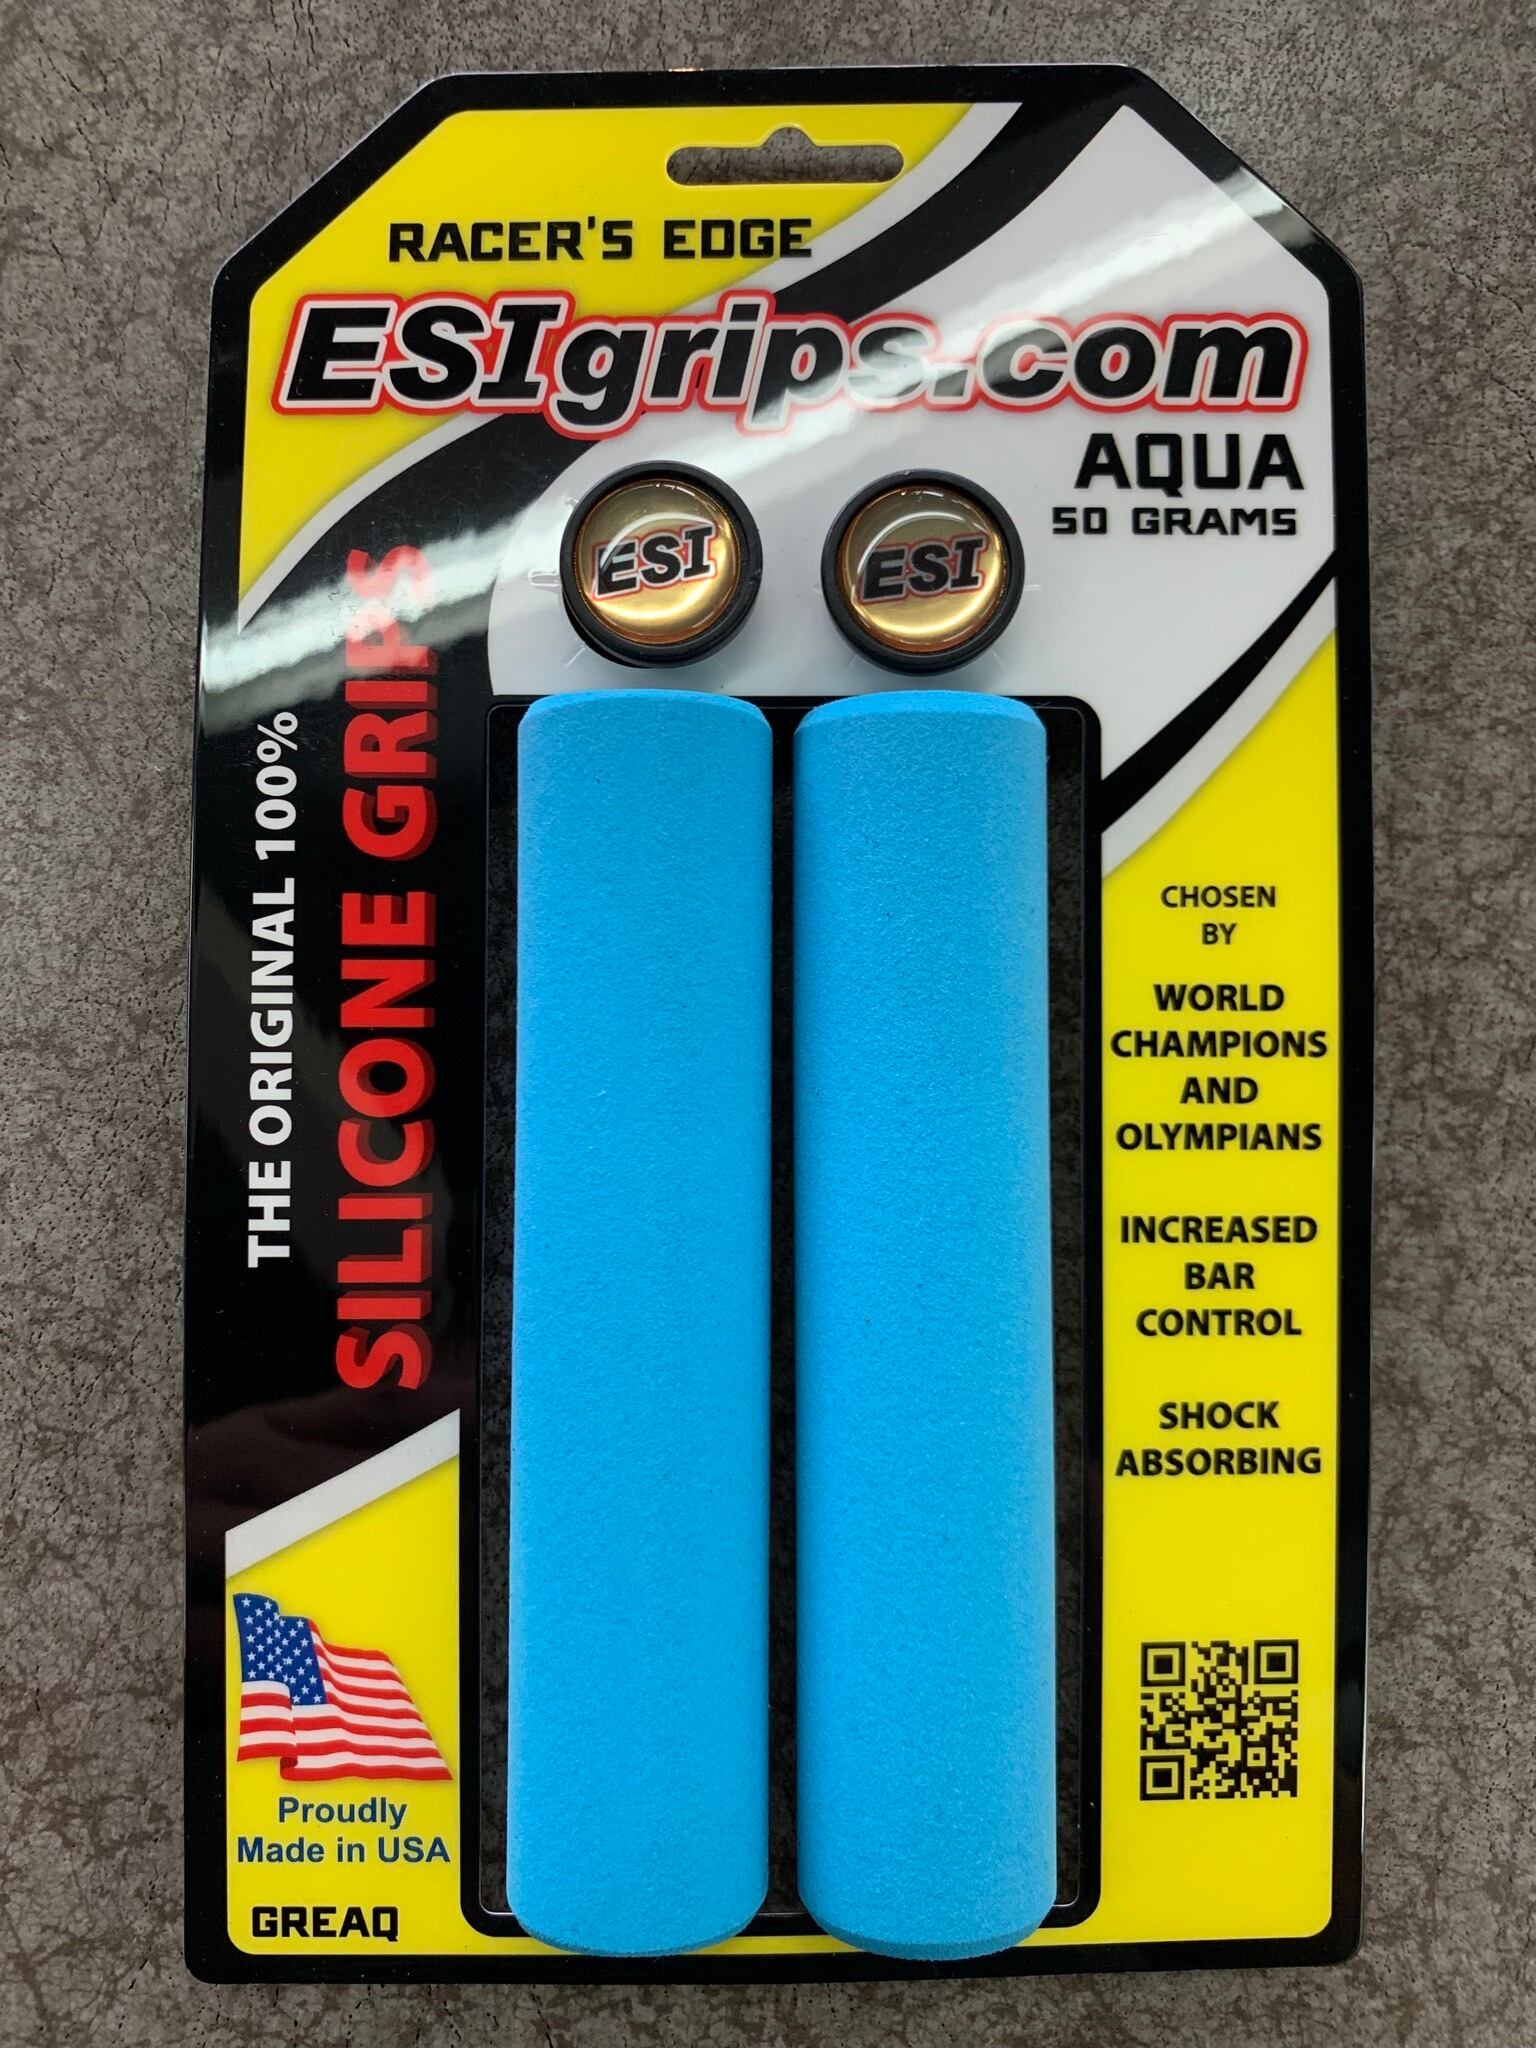 RACER'S EDGE
ESIgrips.com
AQUA
50 GRAMS
ESI
ESI
THE ORIGINAL 100%
SILICONE GRIPS
CHOSEN
BY
WORLD
CHAMPIONS
AND
OLYMPIANS
INCREASED
BAR
CONTROL
SHOCK
ABSORBING
Proudly
Made in USA
GREAQ